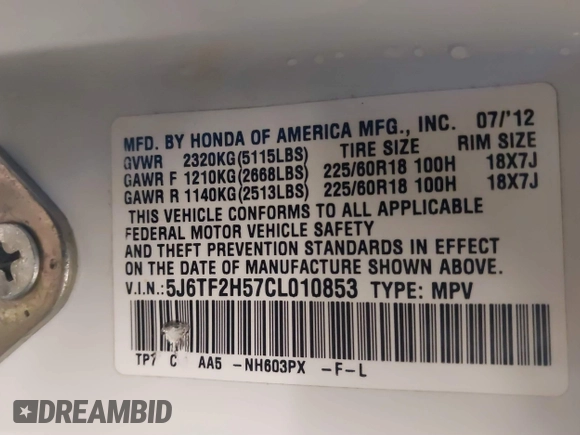 MFD. BY HONDA OF AMERICA MFG., INC. 07/'12
GVWR 2320KG(5115LBS) TIRE SIZE RIM SIZE
GAWR F 1210KG(2668LBS) 225/60R18 100H 18X7J
GAWR R 1140KG(2513LBS) 225/60R18 100H 18X7J
THIS VEHICLE CONFORMS TO ALL APPLICABLE
FEDERAL MOTOR VEHICLE SAFETY
AND THEFT PREVENTION STANDARDS IN EFFECT
ON THE DATE OF MANUFACTURE SHOWN ABOVE.
V.I.N.:5J6TF2H57CL010853 TYPE: MPV
C AA5 -NH603PX -F-L
DREAMBID